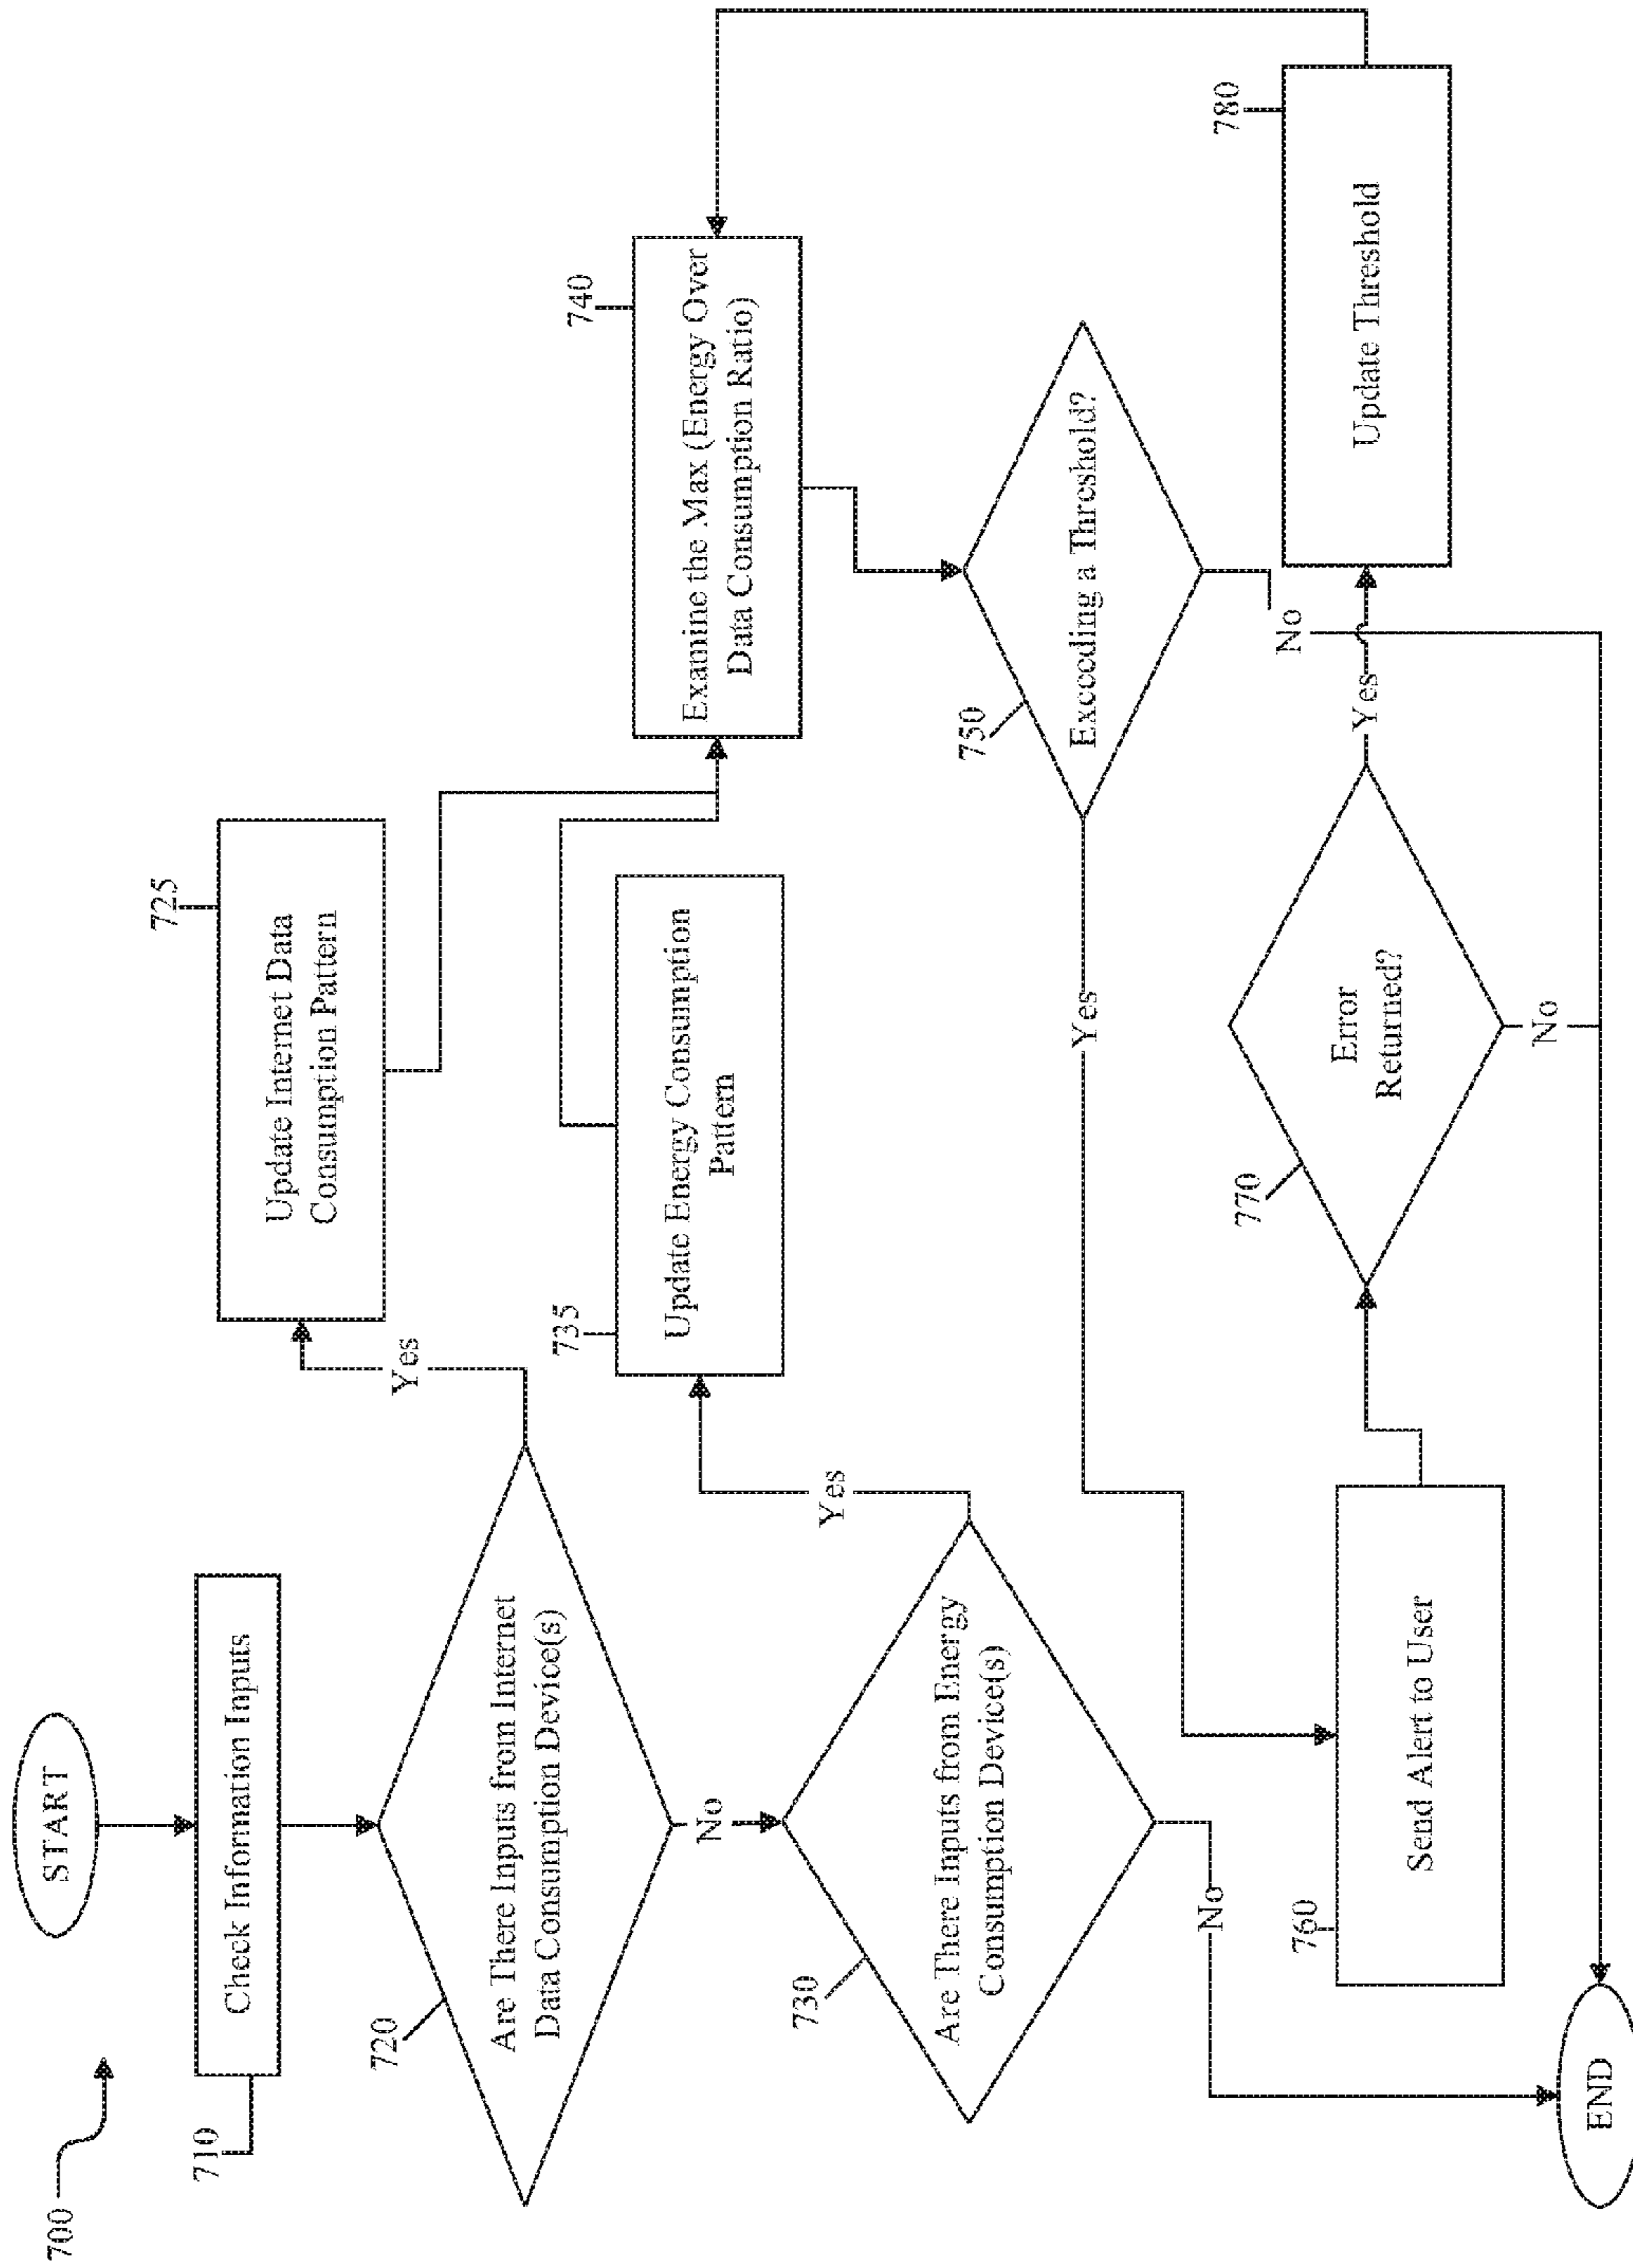 700
START
710
Check Information Inputs
720
Are There Inputs from Internet
Data Consumption Device(s)
Yes
725
Update Internet Data
Consumption Pattern
No
730
Are There Inputs from Energy
Consumption Device(s)
Yes
735
Update Energy Consumption
Pattern
No
740
Examine the Max (Energy Over
Data Consumption Ratio)
750
Exceeding a Threshold?
Yes
No
760
Send Alert to User
770
Error
Returned?
Yes
No
780
Update Threshold
END